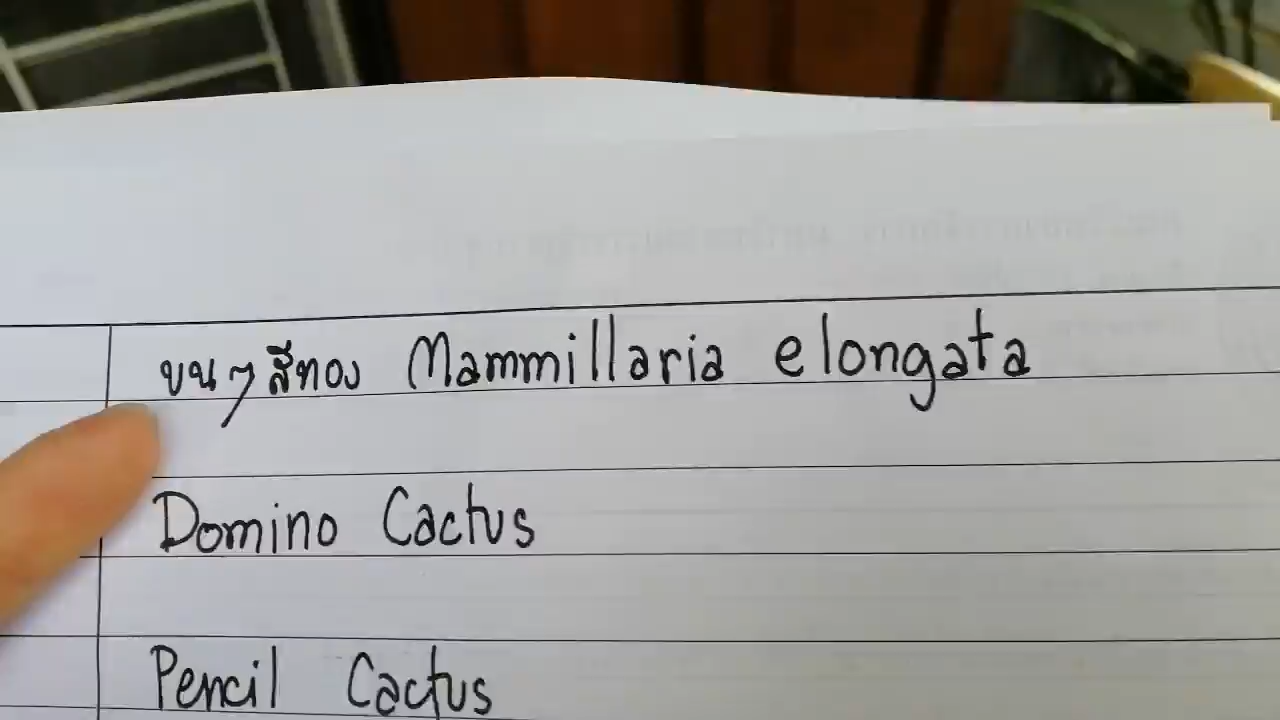 ขนๆสีทอง Mammillaria elongata
Domino Cactus
Pencil Cactus